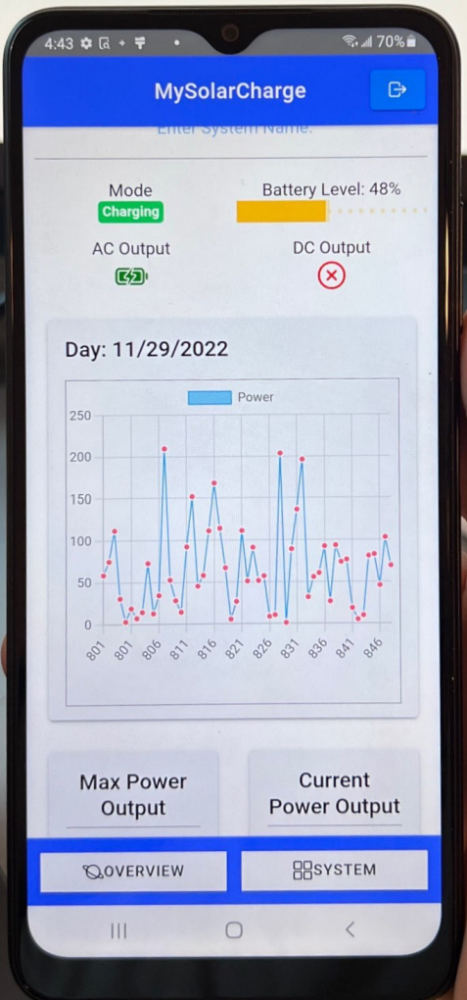 4:43 70%
MySolarCharge
Enter System Name:
Mode
Battery Level: 48%
Charging
AC Output
DC Output
Day: 11/29/2022
Power
250
200
150
100
50
0
801 801 806 811 816 821 826 831 836 841 846
Max Power
Output
Current
Power Output
OVERVIEW
SYSTEM